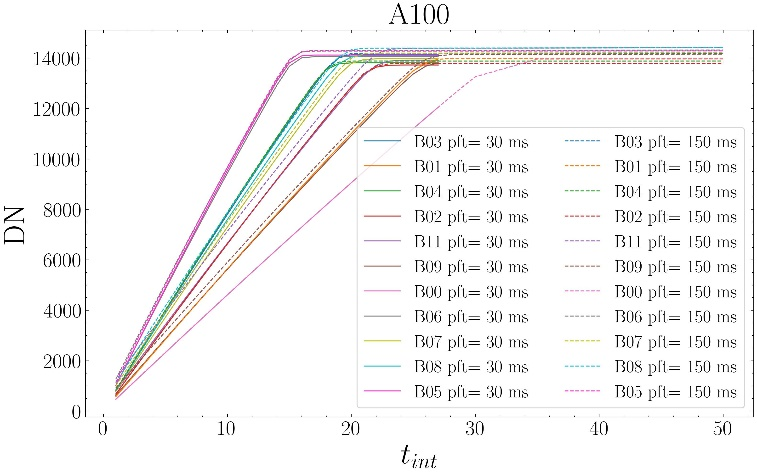 A100
14000
12000
10000
8000
6000
4000
2000
0
DN
0 10 20 30 40 50
t_int
B03 pft= 30 ms B03 pft= 150 ms
B01 pft= 30 ms B01 pft= 150 ms
B04 pft= 30 ms B04 pft= 150 ms
B02 pft= 30 ms B02 pft= 150 ms
B11 pft= 30 ms B11 pft= 150 ms
B09 pft= 30 ms B09 pft= 150 ms
B00 pft= 30 ms B00 pft= 150 ms
B06 pft= 30 ms B06 pft= 150 ms
B07 pft= 30 ms B07 pft= 150 ms
B08 pft= 30 ms B08 pft= 150 ms
B05 pft= 30 ms B05 pft= 150 ms